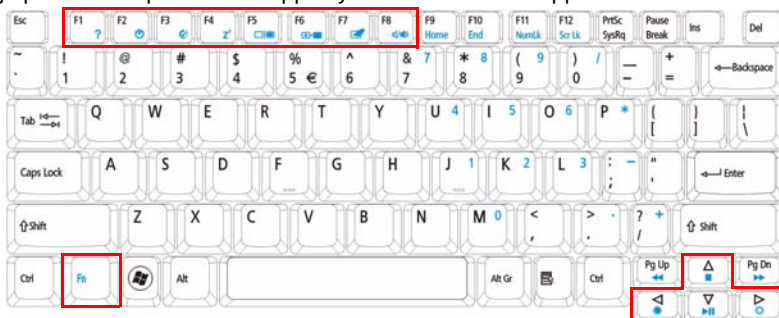 Esc F1 ? F2 F3 F4 zᶻ F5 F6 F7 F8 F9 Home F10 End F11 NumLk F12 Scr Lk PrtSc SysRq Pause Break Ins Del
~ ` ! 1 @ 2 # 3 $ 4 % 5 € ^ 6 & 7 7 * 8 8 ( 9 9 ) 0 / _ - + = Backspace
Tab Q W E R T Y U 4 I 5 O 6 P * { [ } ] | \
Caps Lock A S D F G H J 1 K 2 L 3 : ; - " ' Enter
Shift Z X C V B N M 0 < , > . . ? / + Shift
Ctrl Fn Alt Alt Gr Ctrl Pg Up Pg Dn